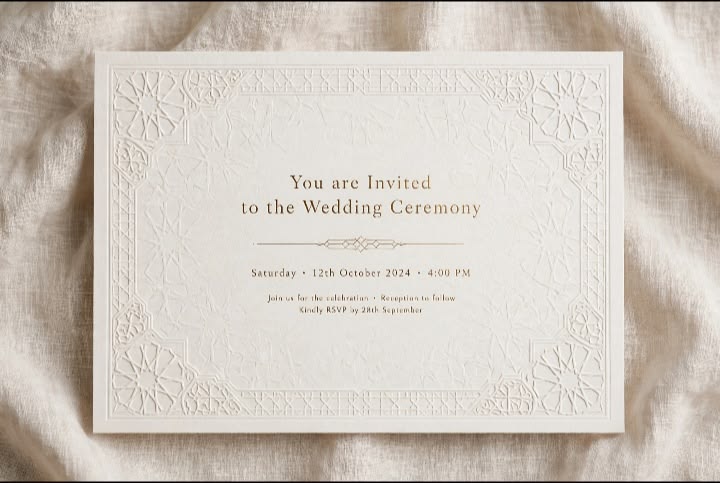 You are Invited
to the Wedding Ceremony
Saturday • 12th October 2024 • 4:00 PM
Join us for the celebration • Reception to follow
Kindly RSVP by 28th September